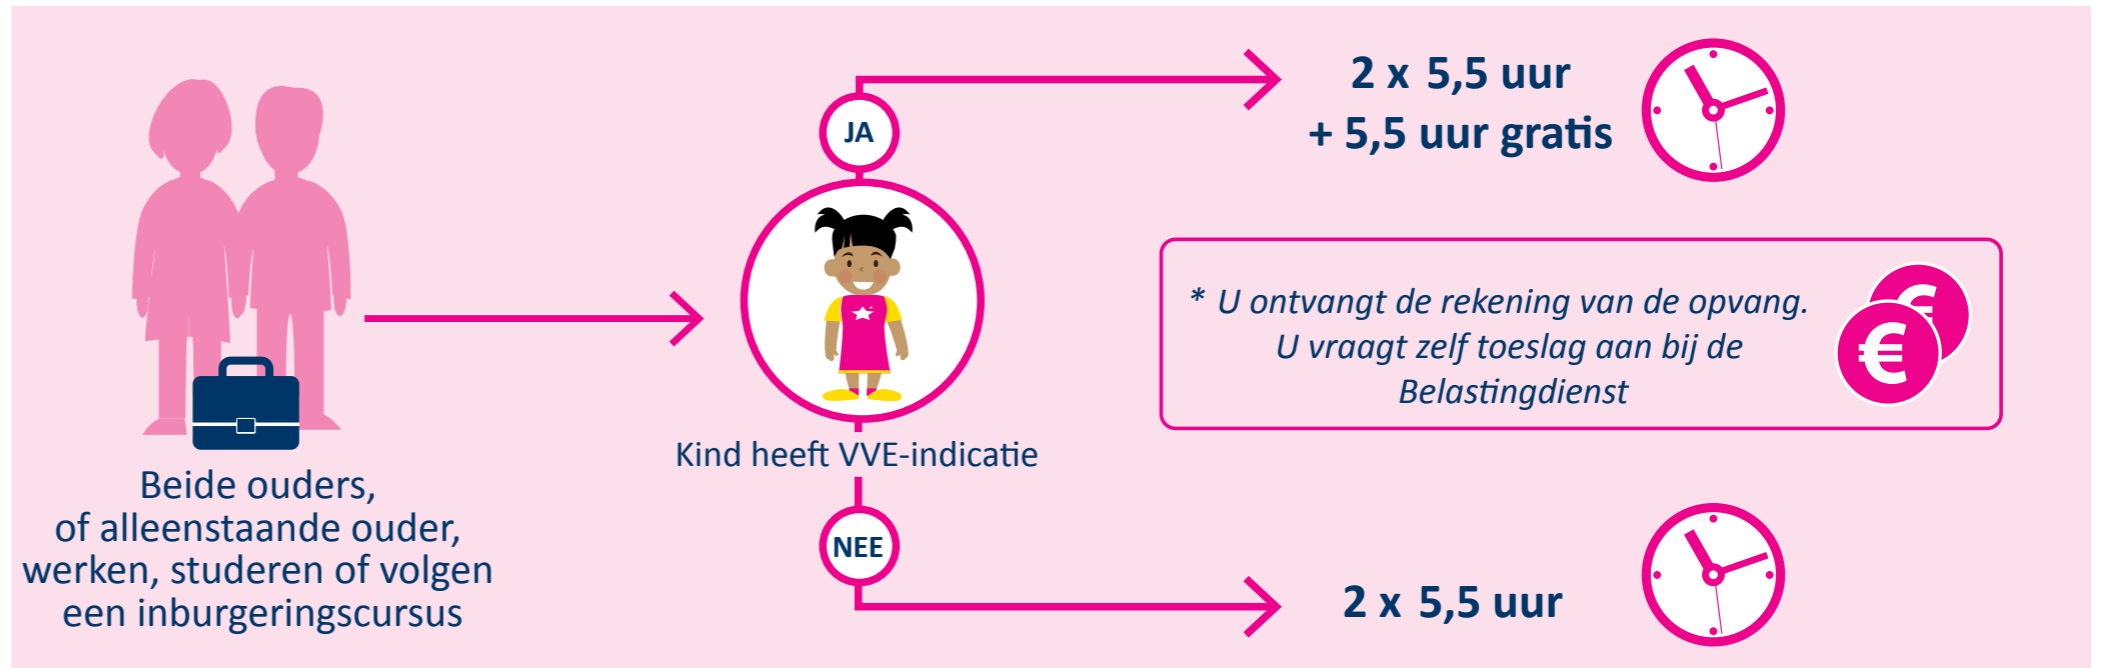 Beide ouders,
of alleenstaande ouder,
werken, studeren of volgen
een inburgeringscursus
JA
Kind heeft VVE-indicatie
NEE
2 x 5,5 uur
+ 5,5 uur gratis
* U ontvangt de rekening van de opvang.
U vraagt zelf toeslag aan bij de
Belastingdienst
€
€
2 x 5,5 uur